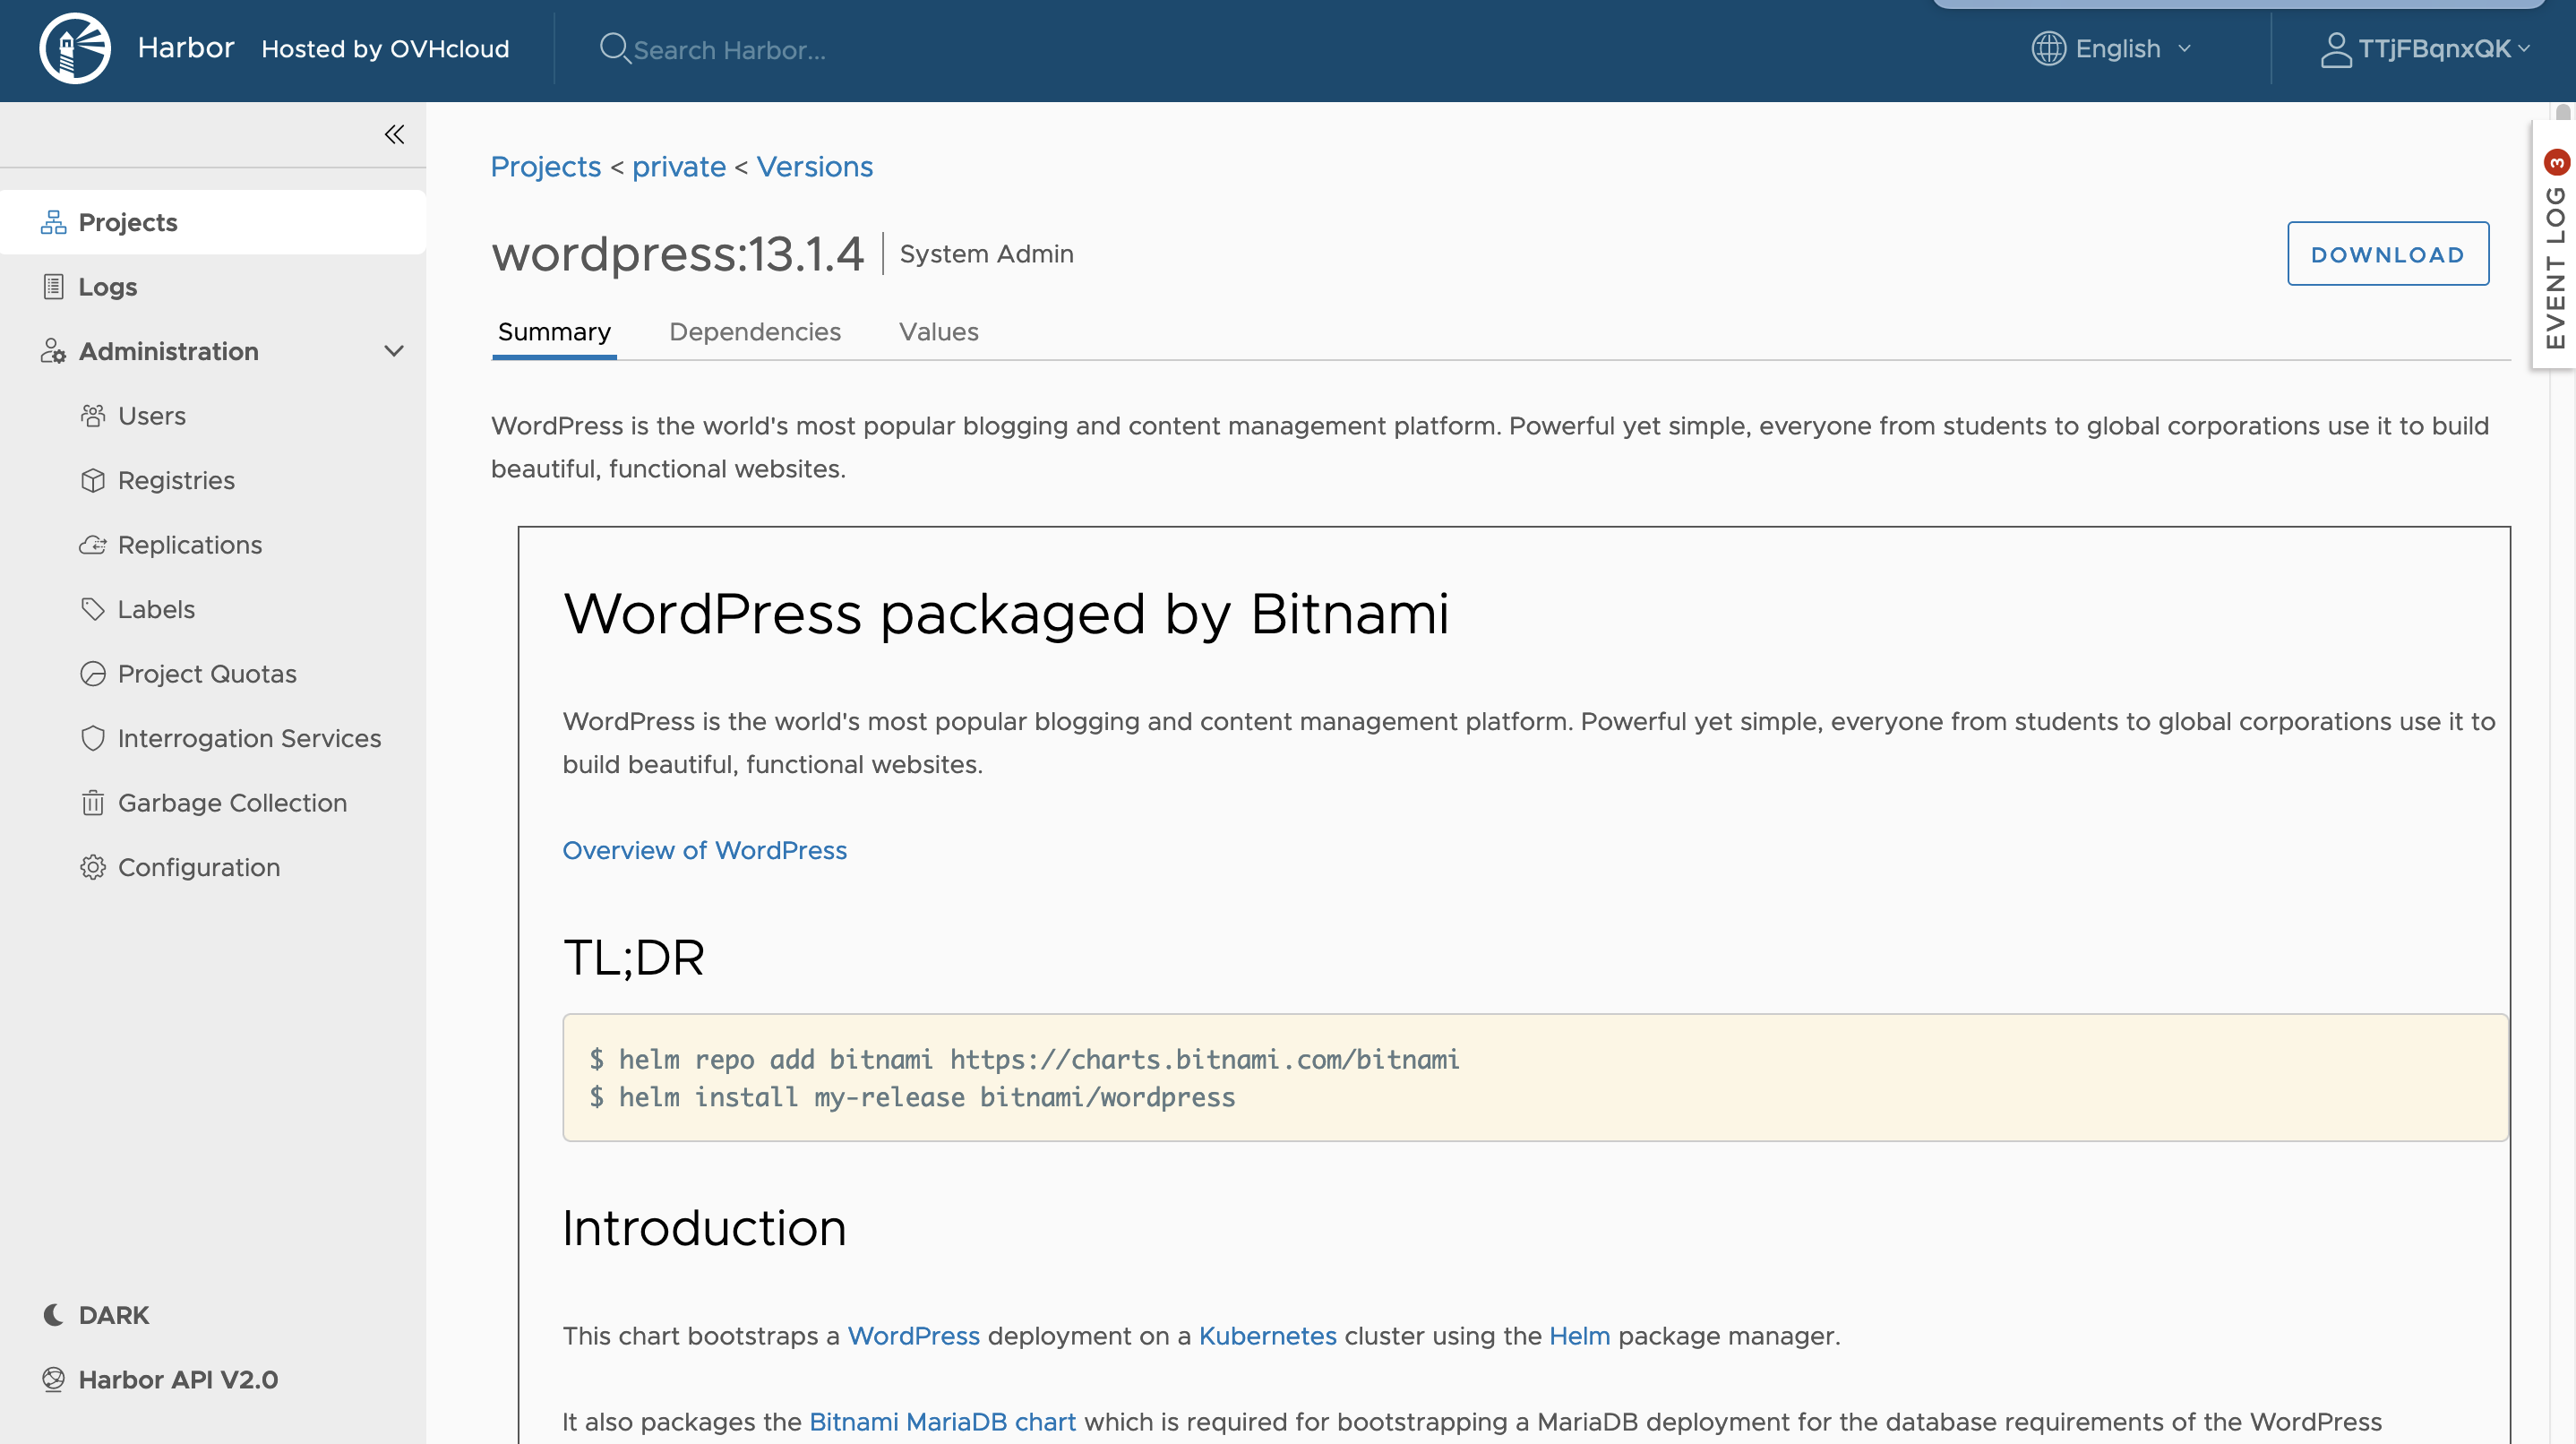 Harbor Hosted by OVHcloud
Search Harbor...
English
TTjFBqnxQK
Projects
Logs
Administration
Users
Registries
Replications
Labels
Project Quotas
Interrogation Services
Garbage Collection
Configuration
DARK
Harbor API V2.0
Projects < private < Versions
wordpress:13.1.4 System Admin
DOWNLOAD
EVENT LOG 3
Summary Dependencies Values
WordPress is the world's most popular blogging and content management platform. Powerful yet simple, everyone from students to global corporations use it to build
beautiful, functional websites.
WordPress packaged by Bitnami
WordPress is the world's most popular blogging and content management platform. Powerful yet simple, everyone from students to global corporations use it to
build beautiful, functional websites.
Overview of WordPress
TL;DR
$ helm repo add bitnami https://charts.bitnami.com/bitnami
$ helm install my-release bitnami/wordpress
Introduction
This chart bootstraps a WordPress deployment on a Kubernetes cluster using the Helm package manager.
It also packages the Bitnami MariaDB chart which is required for bootstrapping a MariaDB deployment for the database requirements of the WordPress